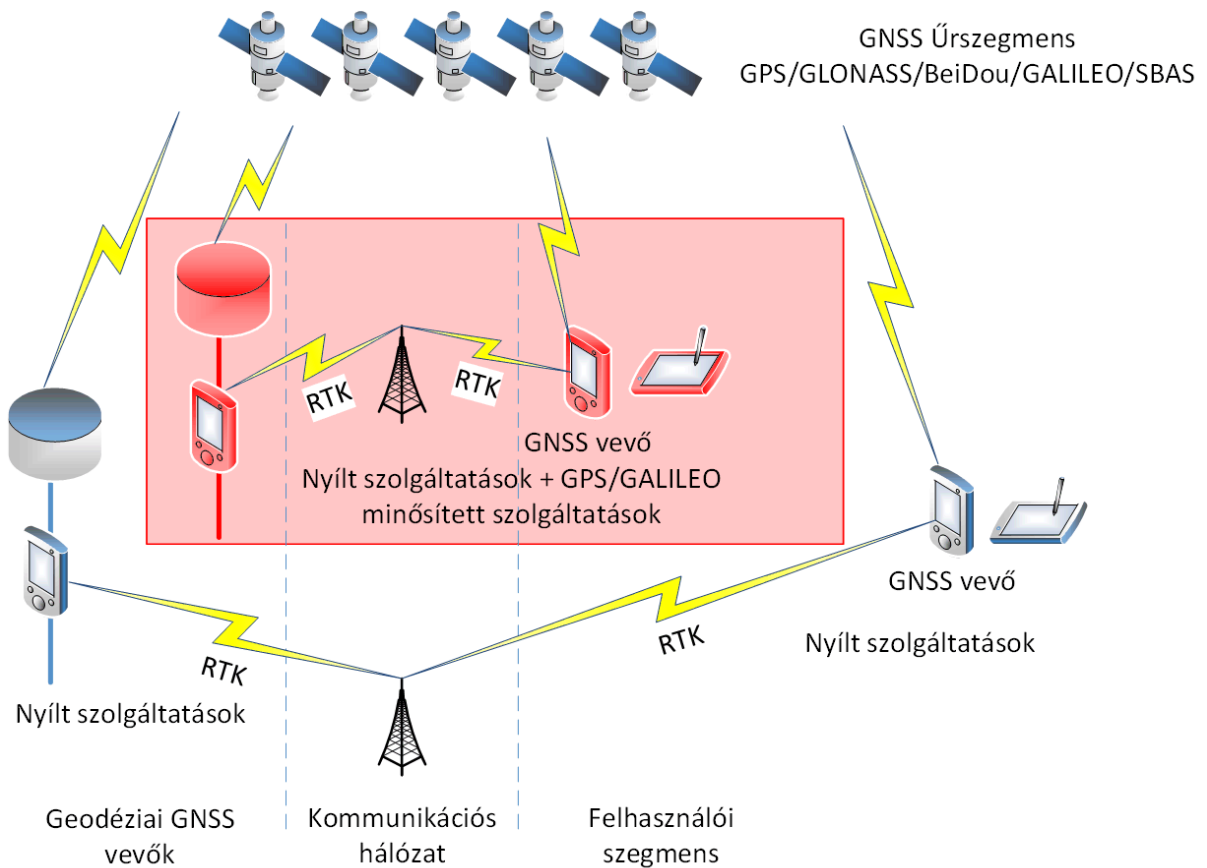 GNSS Űrszegmens
GPS/GLONASS/BeiDou/GALILEO/SBAS
RTK
RTK
GNSS vevő
Nyílt szolgáltatások + GPS/GALILEO
minősített szolgáltatások
GNSS vevő
RTK
RTK
Nyílt szolgáltatások
Nyílt szolgáltatások
Geodéziai GNSS
vevők
Kommunikációs
hálózat
Felhasználói
szegmens